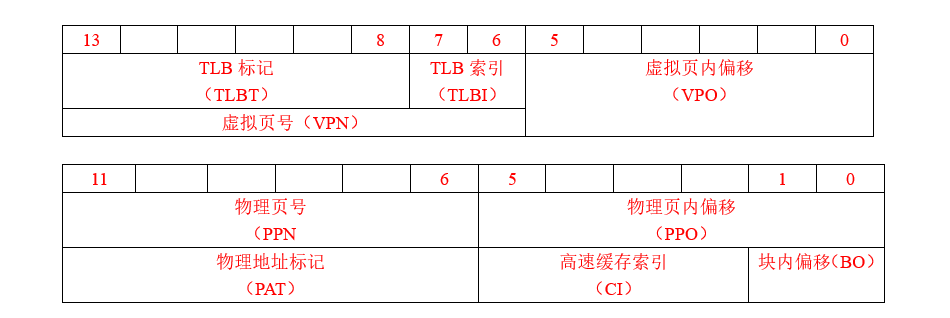 13 8 7 6 5 0
TLB 标记 TLB 索引 虚拟页内偏移
（TLBT） （TLBI） （VPO）
虚拟页号（VPN）
11 6 5 1 0
物理页号 物理页内偏移
（PPN （PPO）
物理地址标记 高速缓存索引 块内偏移（BO）
（PAT） （CI）